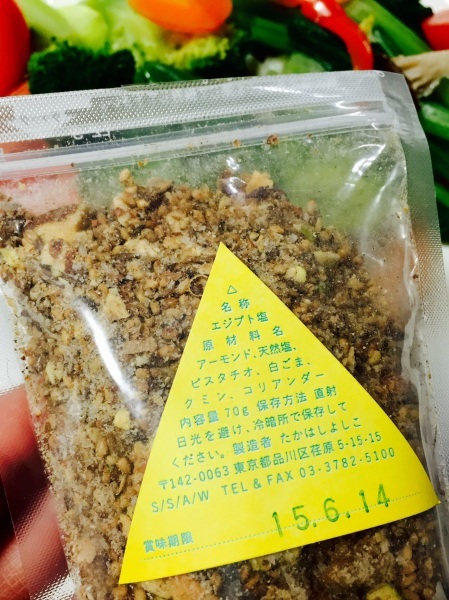 △
名称
エジプト塩
原材料名
アーモンド、天然塩、
ピスタチオ、白ごま、
クミン、コリアンダー
内容量70g 保存方法 直射
日光を避け、冷暗所で保存して
ください。製造者 たかはしよしこ
〒142-0063 東京都品川区荏原5-15-15
S/S/A/W TEL & FAX 03-3782-5100
賞味期限 15.6.14